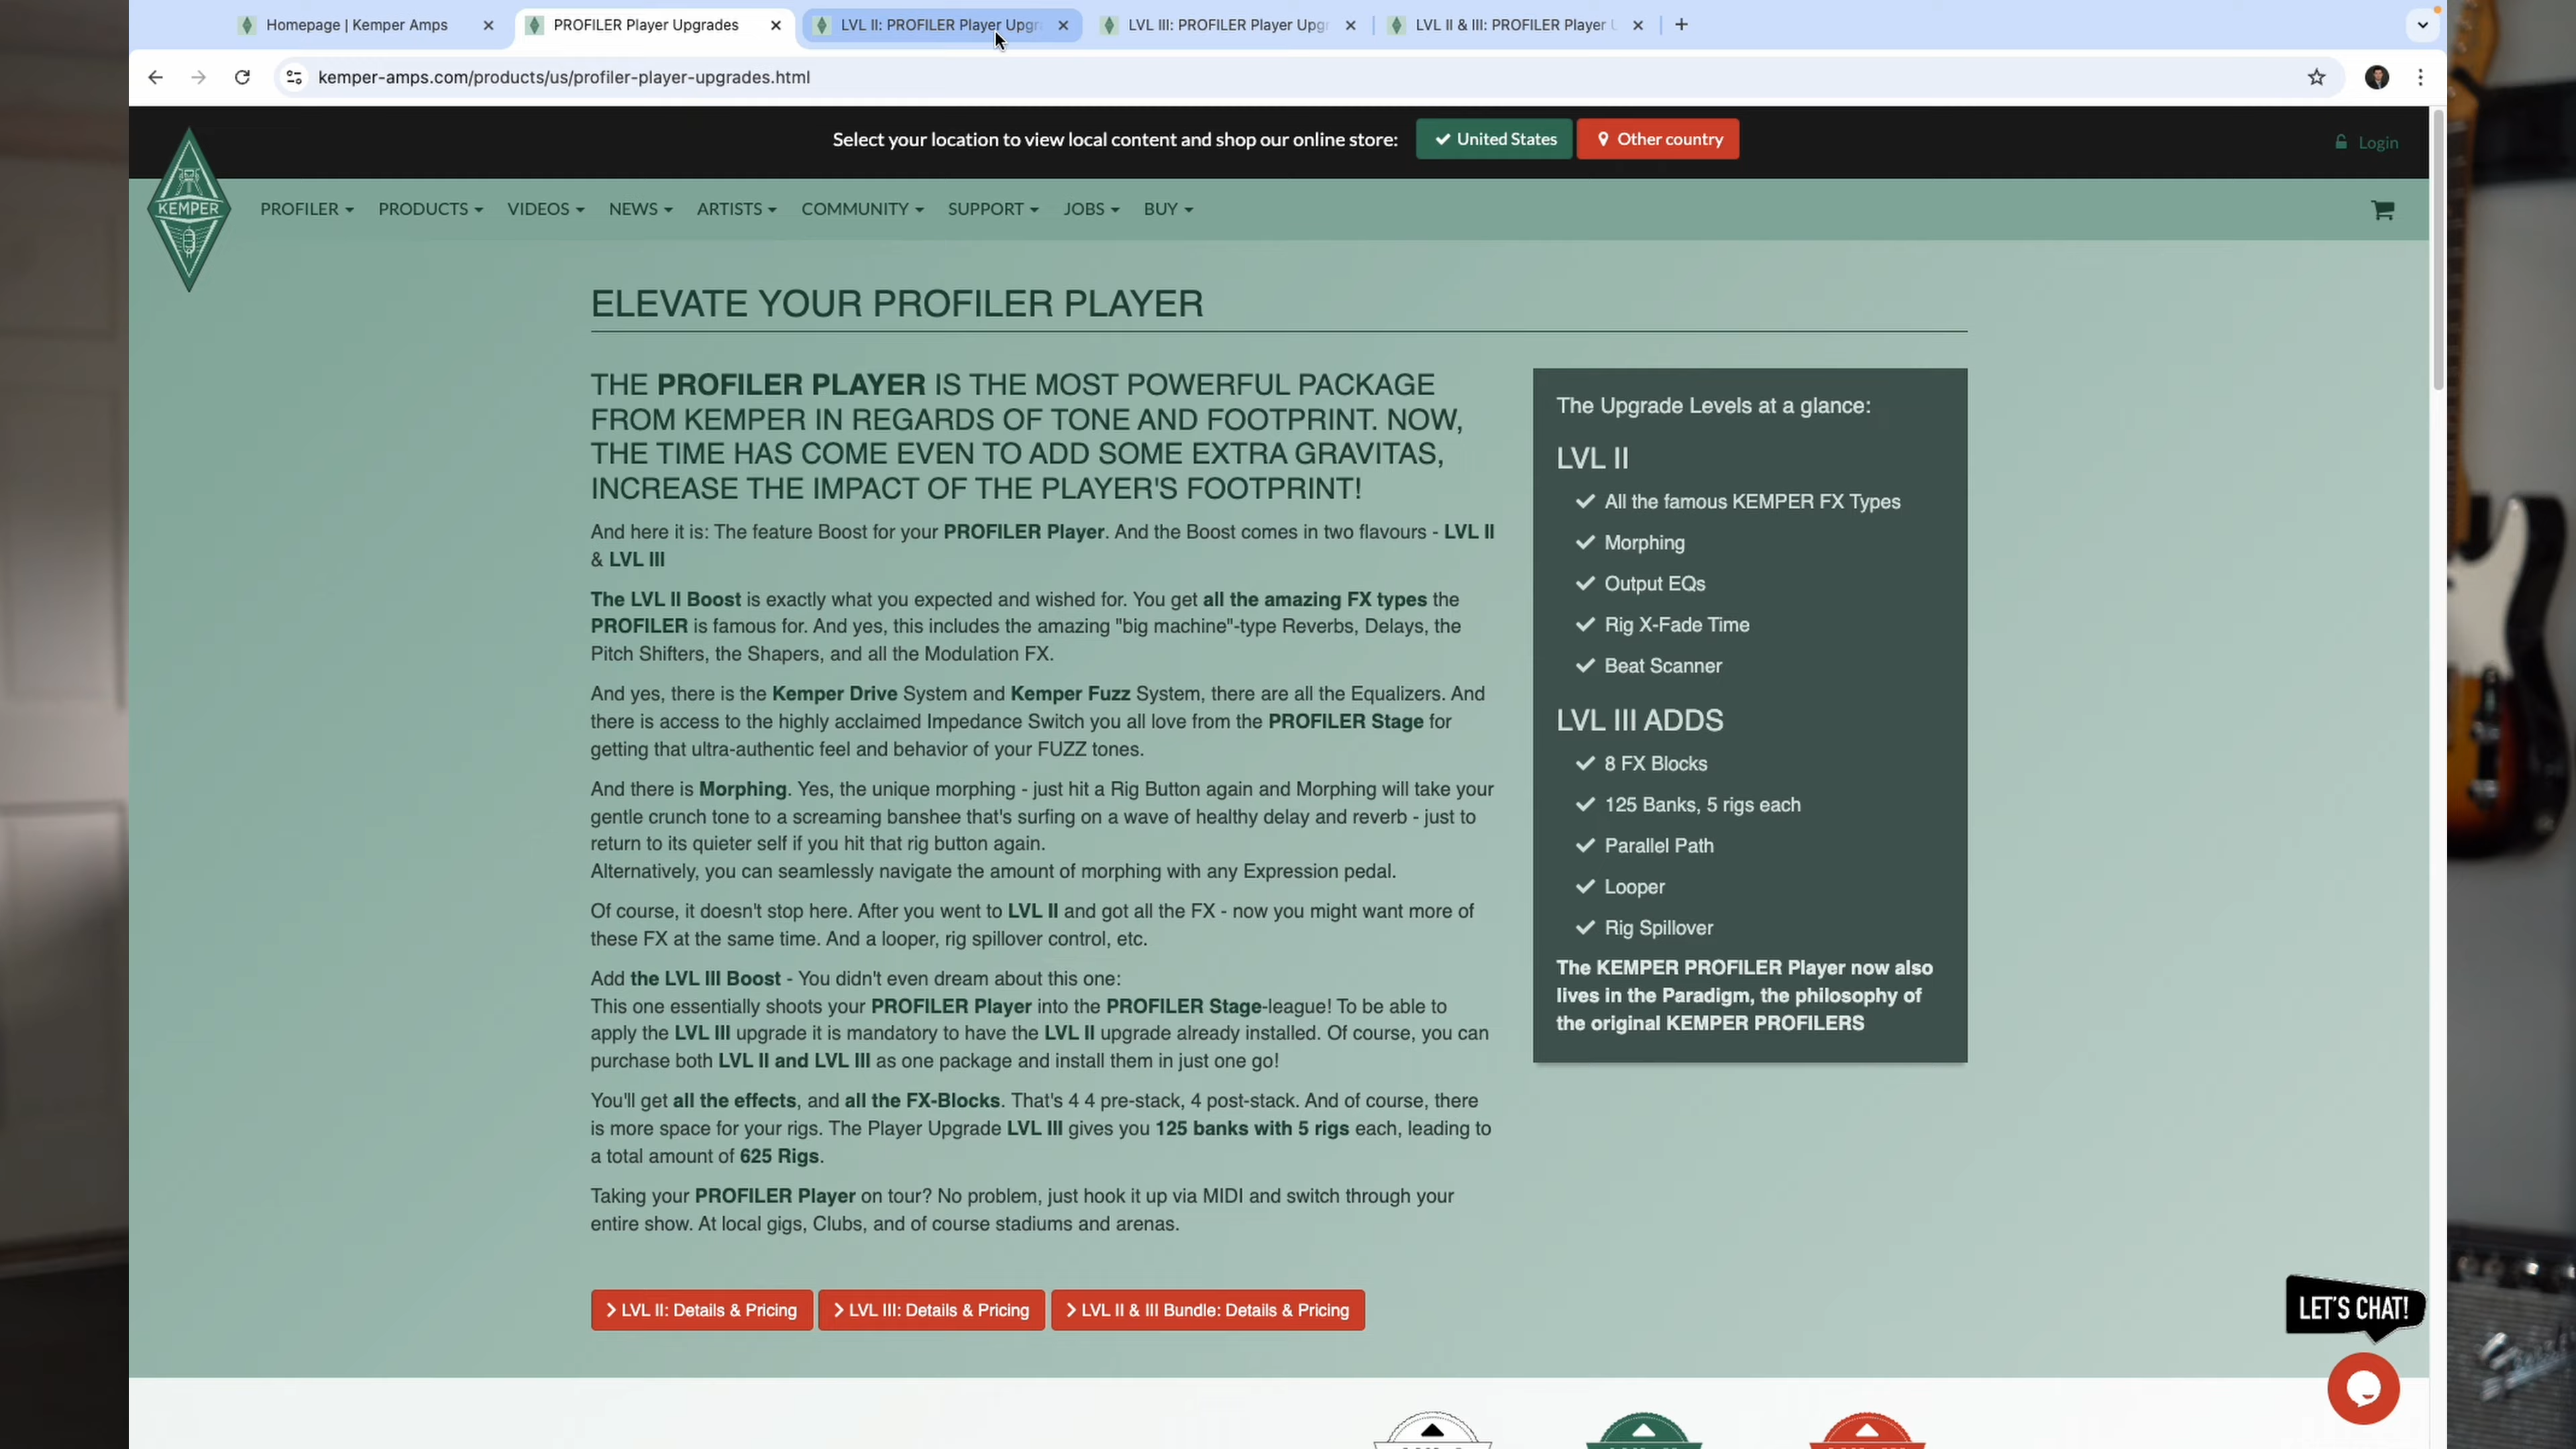 Homepage | Kemper Amps
PROFILER Player Upgrades
LVL II: PROFILER Player Upgr
LVL III: PROFILER Player Upgr
LVL II & III: PROFILER Player U
kemper-amps.com/products/us/profiler-player-upgrades.html
Select your location to view local content and shop our online store:
United States
Other country
Login
KEMPER
PROFILER
PRODUCTS
VIDEOS
NEWS
ARTISTS
COMMUNITY
SUPPORT
JOBS
BUY
ELEVATE YOUR PROFILER PLAYER
THE PROFILER PLAYER IS THE MOST POWERFUL PACKAGE
FROM KEMPER IN REGARDS OF TONE AND FOOTPRINT. NOW,
THE TIME HAS COME EVEN TO ADD SOME EXTRA GRAVITAS,
INCREASE THE IMPACT OF THE PLAYER'S FOOTPRINT!
And here it is: The feature Boost for your PROFILER Player. And the Boost comes in two flavours - LVL II
& LVL III
The LVL II Boost is exactly what you expected and wished for. You get all the amazing FX types the
PROFILER is famous for. And yes, this includes the amazing "big machine"-type Reverbs, Delays, the
Pitch Shifters, the Shapers, and all the Modulation FX.
And yes, there is the Kemper Drive System and Kemper Fuzz System, there are all the Equalizers. And
there is access to the highly acclaimed Impedance Switch you all love from the PROFILER Stage for
getting that ultra-authentic feel and behavior of your FUZZ tones.
And there is Morphing. Yes, the unique morphing - just hit a Rig Button again and Morphing will take your
gentle crunch tone to a screaming banshee that's surfing on a wave of healthy delay and reverb - just to
return to its quieter self if you hit that rig button again.
Alternatively, you can seamlessly navigate the amount of morphing with any Expression pedal.
Of course, it doesn't stop here. After you went to LVL II and got all the FX - now you might want more of
these FX at the same time. And a looper, rig spillover control, etc.
Add the LVL III Boost - You didn't even dream about this one:
This one essentially shoots your PROFILER Player into the PROFILER Stage-league! To be able to
apply the LVL III upgrade it is mandatory to have the LVL II upgrade already installed. Of course, you can
purchase both LVL II and LVL III as one package and install them in just one go!
You'll get all the effects, and all the FX-Blocks. That's 4 4 pre-stack, 4 post-stack. And of course, there
is more space for your rigs. The Player Upgrade LVL III gives you 125 banks with 5 rigs each, leading to
a total amount of 625 Rigs.
Taking your PROFILER Player on tour? No problem, just hook it up via MIDI and switch through your
entire show. At local gigs, Clubs, and of course stadiums and arenas.
LVL II: Details & Pricing
LVL III: Details & Pricing
LVL II & III Bundle: Details & Pricing
The Upgrade Levels at a glance:
LVL II
All the famous KEMPER FX Types
Morphing
Output EQs
Rig X-Fade Time
Beat Scanner
LVL III ADDS
8 FX Blocks
125 Banks, 5 rigs each
Parallel Path
Looper
Rig Spillover
The KEMPER PROFILER Player now also
lives in the Paradigm, the philosophy of
the original KEMPER PROFILERS
LET'S CHAT!